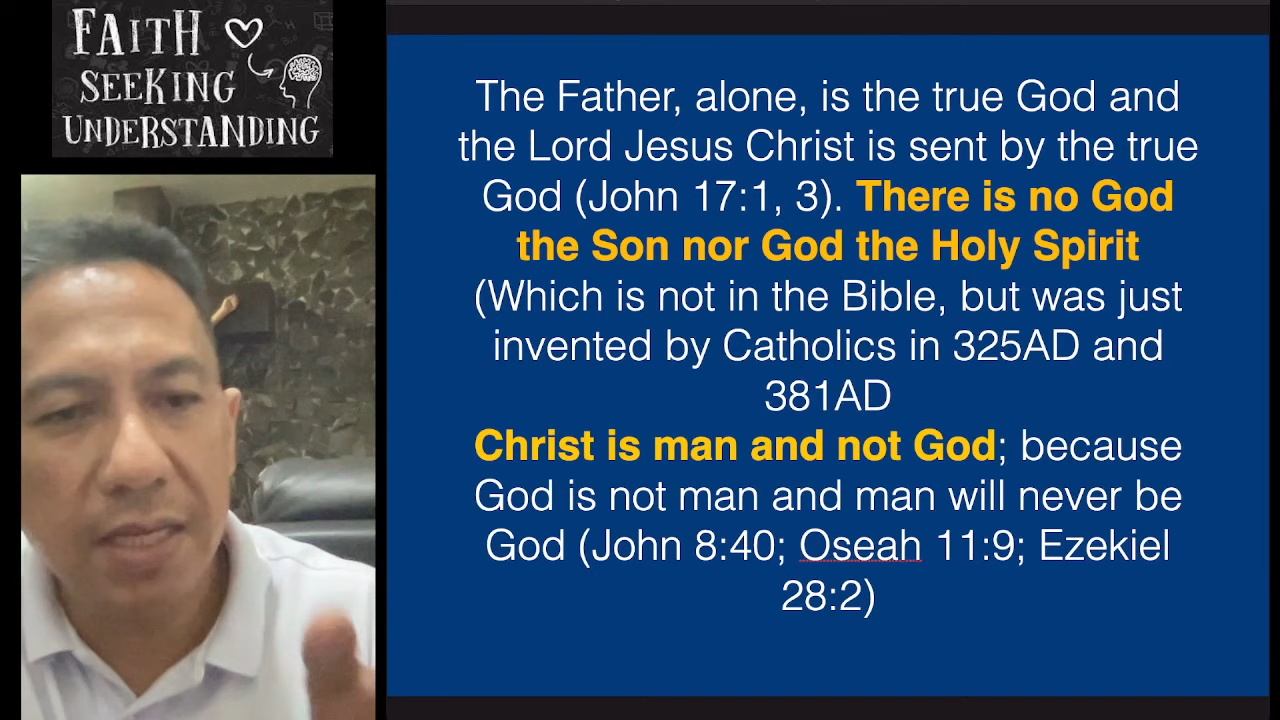 FAITH
SEEKING
UNDERSTANDING
The Father, alone, is the true God and
the Lord Jesus Christ is sent by the true
God (John 17:1, 3). There is no God
the Son nor God the Holy Spirit
(Which is not in the Bible, but was just
invented by Catholics in 325AD and
381AD
Christ is man and not God; because
God is not man and man will never be
God (John 8:40; Oseah 11:9; Ezekiel
28:2)